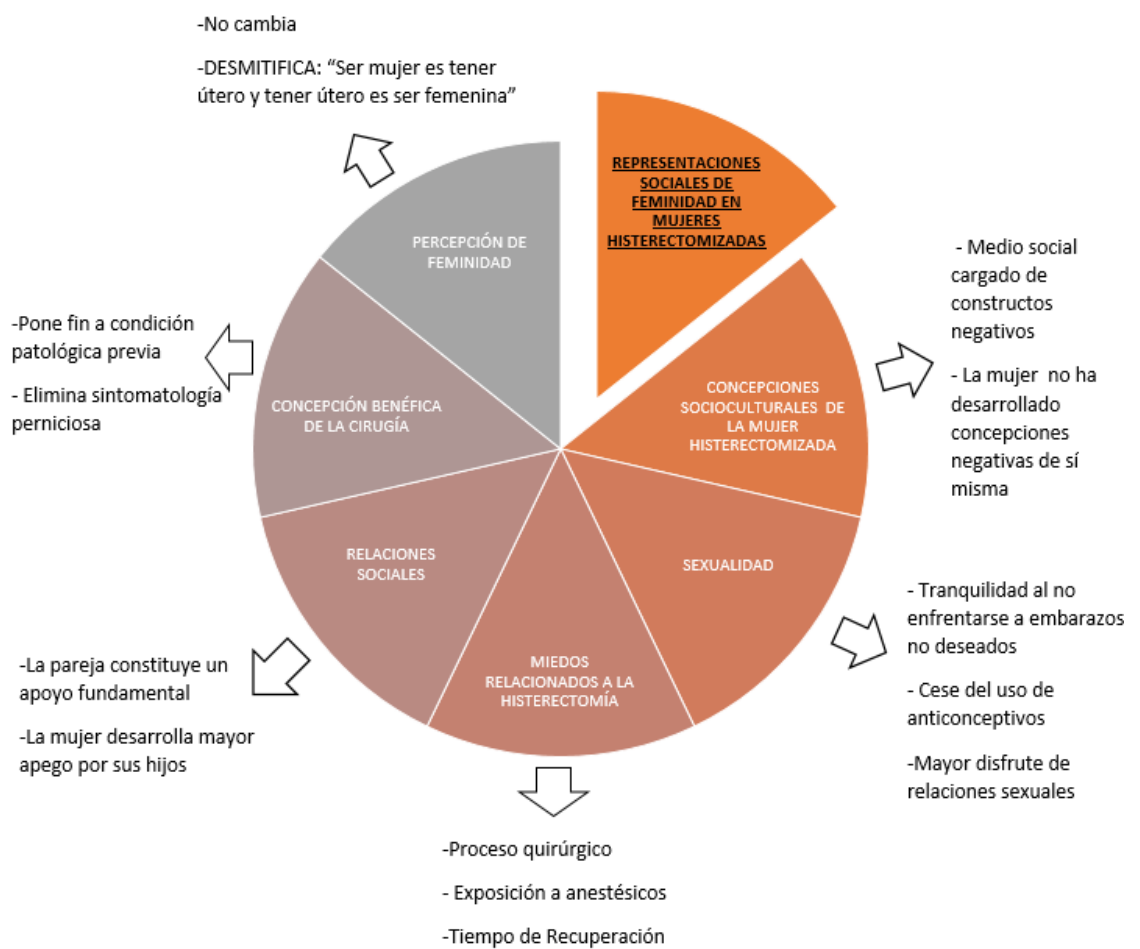 -No cambia
-DESMITIFICA: “Ser mujer es tener
útero y tener útero es ser femenina”
REPRESENTACIONES
SOCIALES DE
FEMINIDAD EN
MUJERES
HISTERECTOMIZADAS
PERCEPCIÓN DE
FEMINIDAD
- Medio social
cargado de
constructos
negativos
- La mujer no ha
desarrollado
concepciones
negativas de sí
misma
-Pone fin a condición
patológica previa
- Elimina sintomatología
perniciosa
CONCEPCIÓN BENÉFICA
DE LA CIRUGÍA
CONCEPCIONES
SOCIOCULTURALES DE
LA MUJER
HISTERECTOMIZADA
RELACIONES
SOCIALES
SEXUALIDAD
- Tranquilidad al no
enfrentarse a embarazos
no deseados
- Cese del uso de
anticonceptivos
-Mayor disfrute de
relaciones sexuales
-La pareja constituye un
apoyo fundamental
-La mujer desarrolla mayor
apego por sus hijos
MIEDOS
RELACIONADOS A LA
HISTERECTOMÍA
-Proceso quirúrgico
- Exposición a anestésicos
-Tiempo de Recuperación